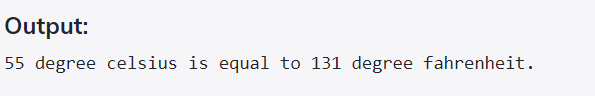 Output:
55 degree celsius is equal to 131 degree fahrenheit.